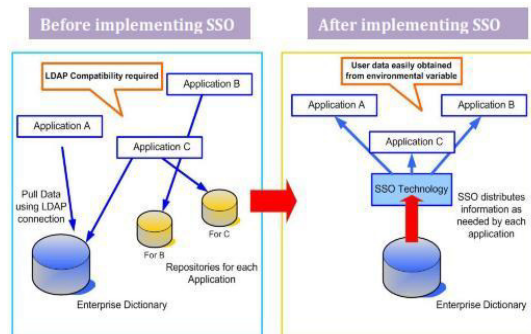 Before implementing SSO
LDAP Compatibility required
Application B
Application A
Application C
Pull Data
using LDAP
connection
For C
For B
Repositories for each
Application
Enterprise Dictionary
After implementing SSO
User data easily obtained
from environmental variable
Application A
Application B
Application C
SSO Technology
SSO distributes
information as
needed by each
application
Enterprise Dictionary